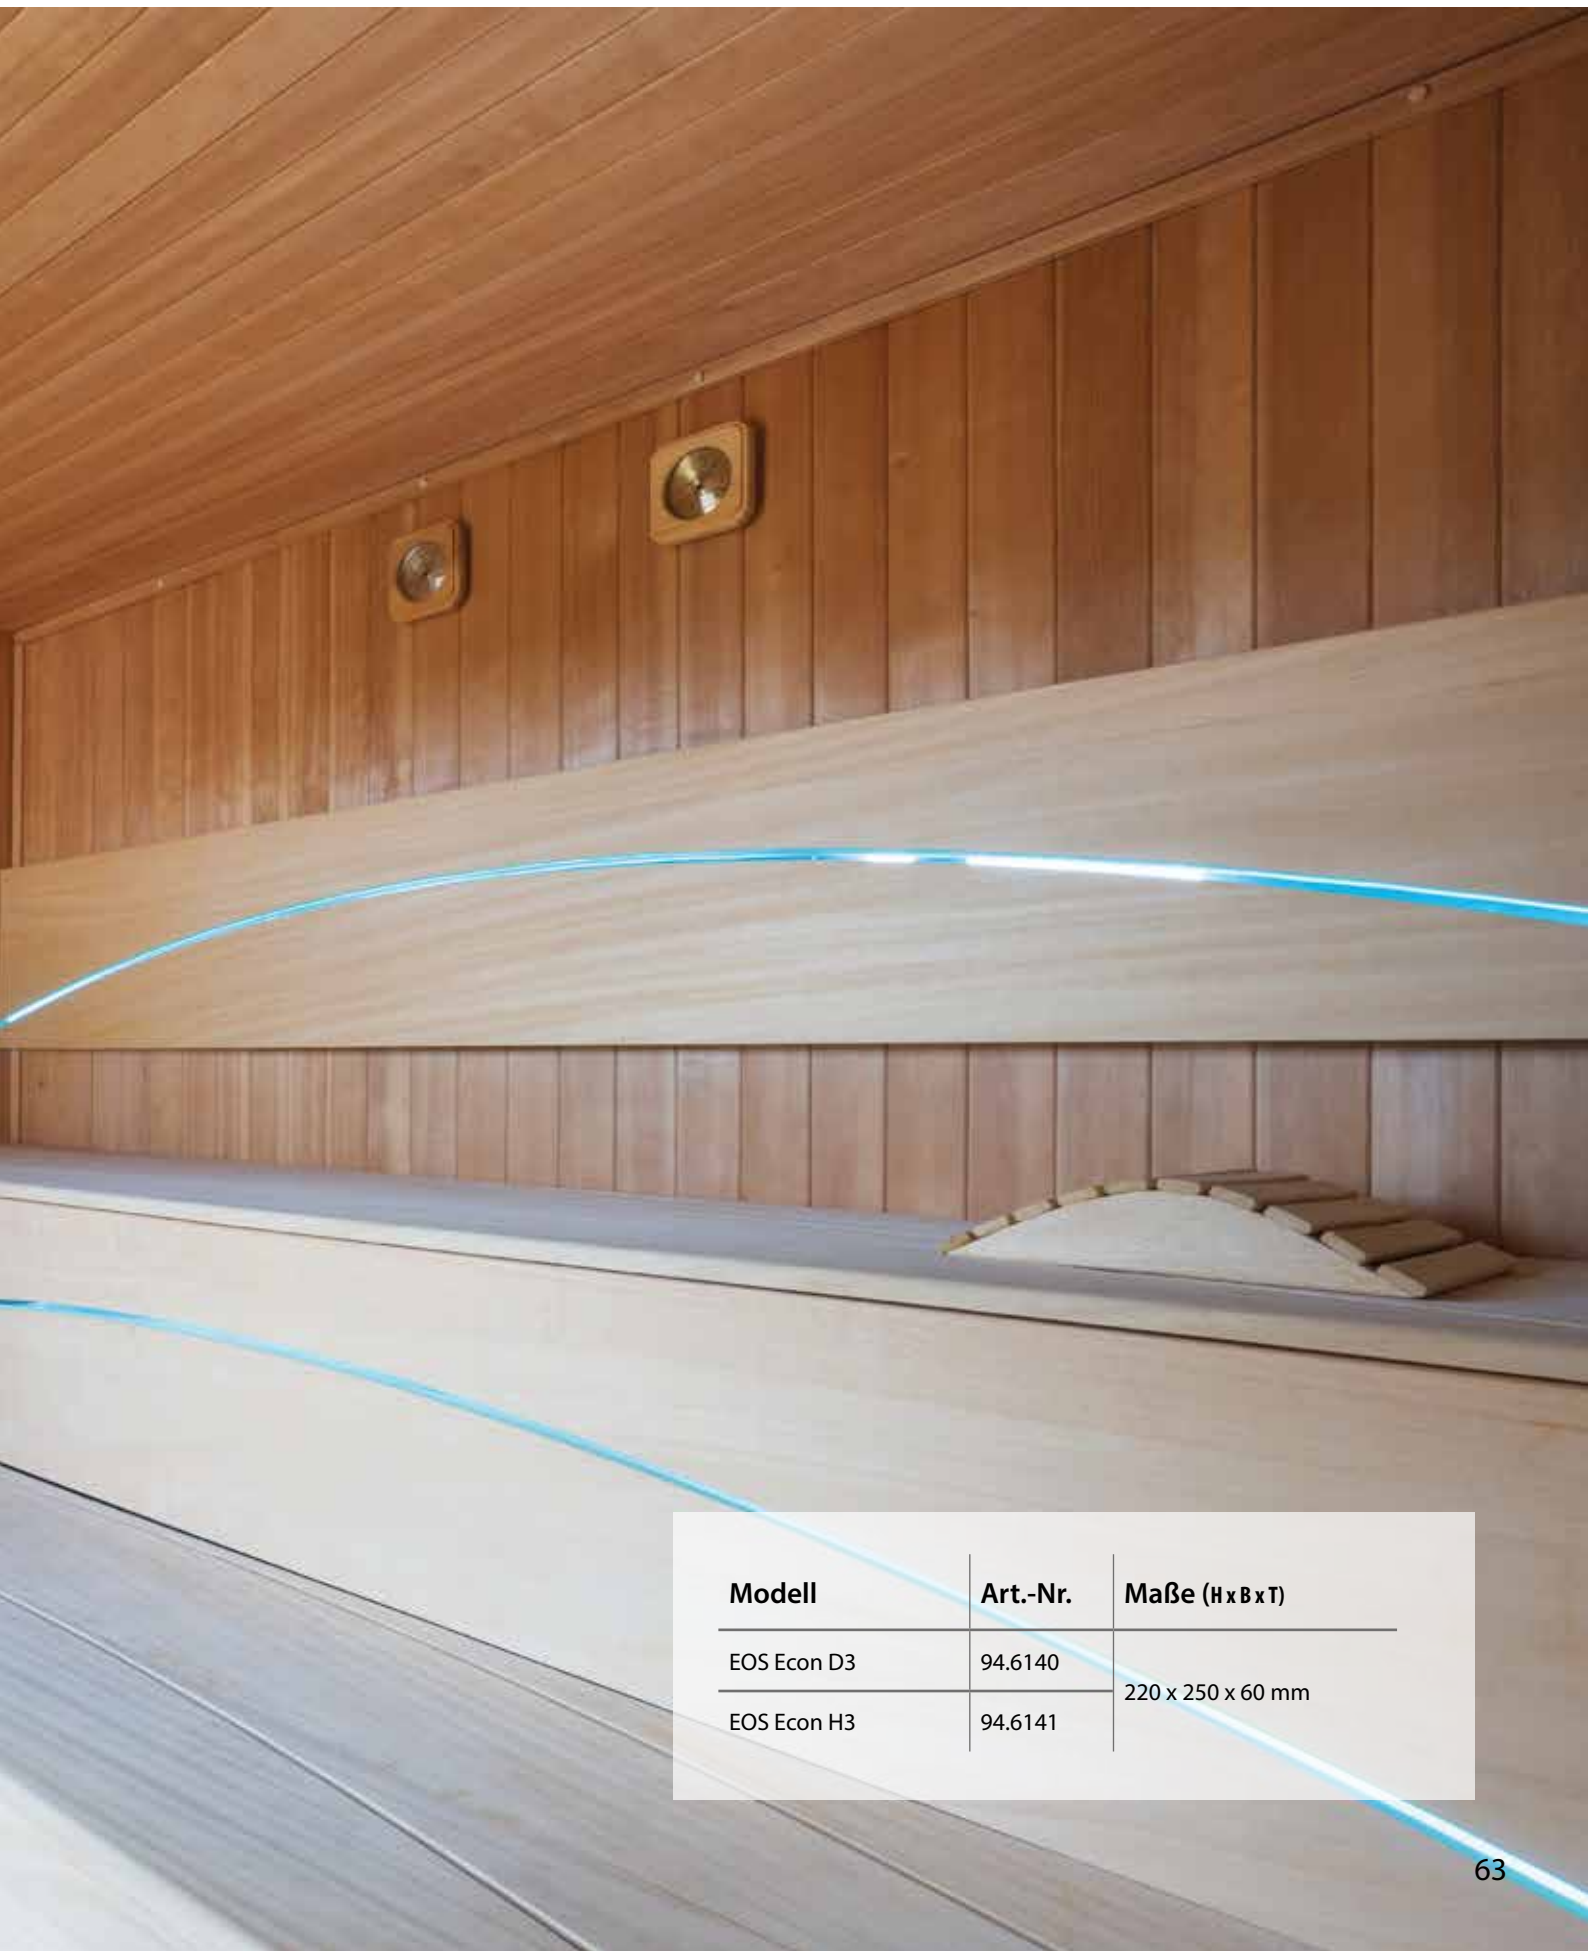 Modell Art.-Nr. Maße (H x B x T)
EOS Econ D3 94.6140
220 x 250 x 60 mm
EOS Econ H3 94.6141
63